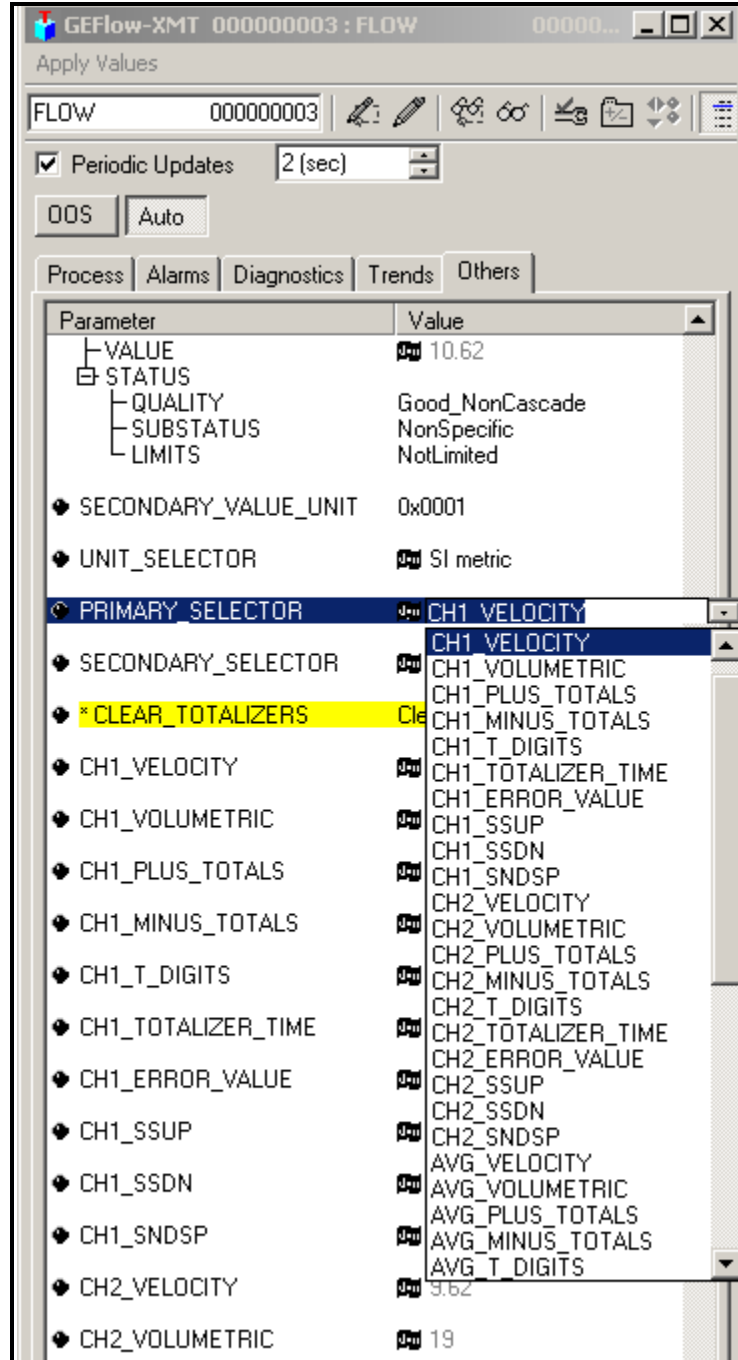 GEFlow-XMT 000000003 : FLOW 00000...
Apply Values
FLOW 000000003
Periodic Updates 2 (sec)
OOS Auto
Process Alarms Diagnostics Trends Others
Parameter Value
VALUE 10.62
STATUS
QUALITY Good_NonCascade
SUBSTATUS NonSpecific
LIMITS NotLimited
SECONDARY_VALUE_UNIT 0x0001
UNIT_SELECTOR SI metric
PRIMARY_SELECTOR CH1_VELOCITY
SECONDARY_SELECTOR
* CLEAR_TOTALIZERS Cle
CH1_VELOCITY
CH1_VOLUMETRIC
CH1_PLUS_TOTALS
CH1_MINUS_TOTALS
CH1_T_DIGITS
CH1_TOTALIZER_TIME
CH1_ERROR_VALUE
CH1_SSUP
CH1_SSDN
CH1_SNDSP
CH2_VELOCITY 9.62
CH2_VOLUMETRIC 19
CH1_VELOCITY
CH1_VOLUMETRIC
CH1_PLUS_TOTALS
CH1_MINUS_TOTALS
CH1_T_DIGITS
CH1_TOTALIZER_TIME
CH1_ERROR_VALUE
CH1_SSUP
CH1_SSDN
CH1_SNDSP
CH2_VELOCITY
CH2_VOLUMETRIC
CH2_PLUS_TOTALS
CH2_MINUS_TOTALS
CH2_T_DIGITS
CH2_TOTALIZER_TIME
CH2_ERROR_VALUE
CH2_SSUP
CH2_SSDN
CH2_SNDSP
AVG_VELOCITY
AVG_VOLUMETRIC
AVG_PLUS_TOTALS
AVG_MINUS_TOTALS
AVG_T_DIGITS